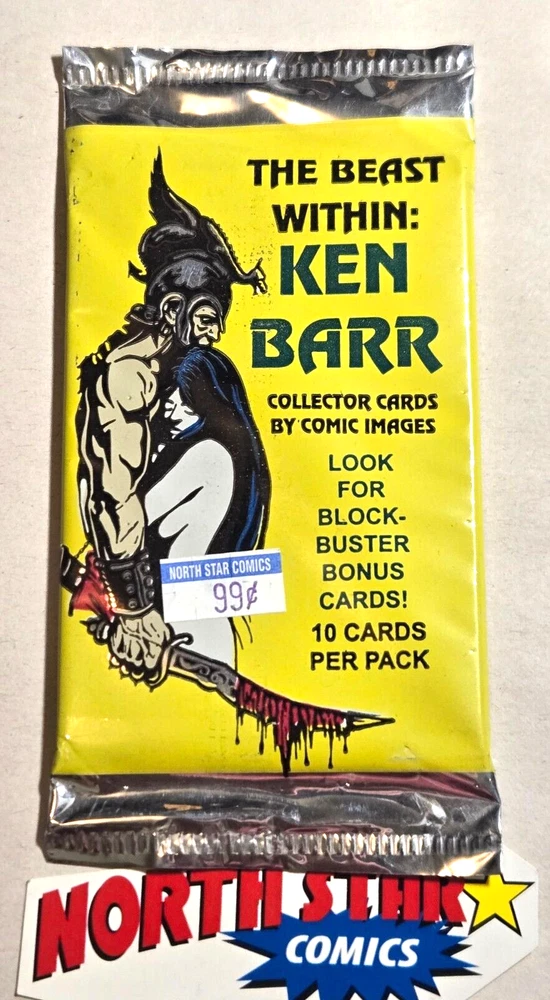 THE BEAST
WITHIN:
KEN
BARR
COLLECTOR CARDS
BY COMIC IMAGES
LOOK
FOR
BLOCK-
BUSTER
BONUS
CARDS!
10 CARDS
PER PACK
NORTH STAR COMICS
99¢
NORTH STAR
COMICS